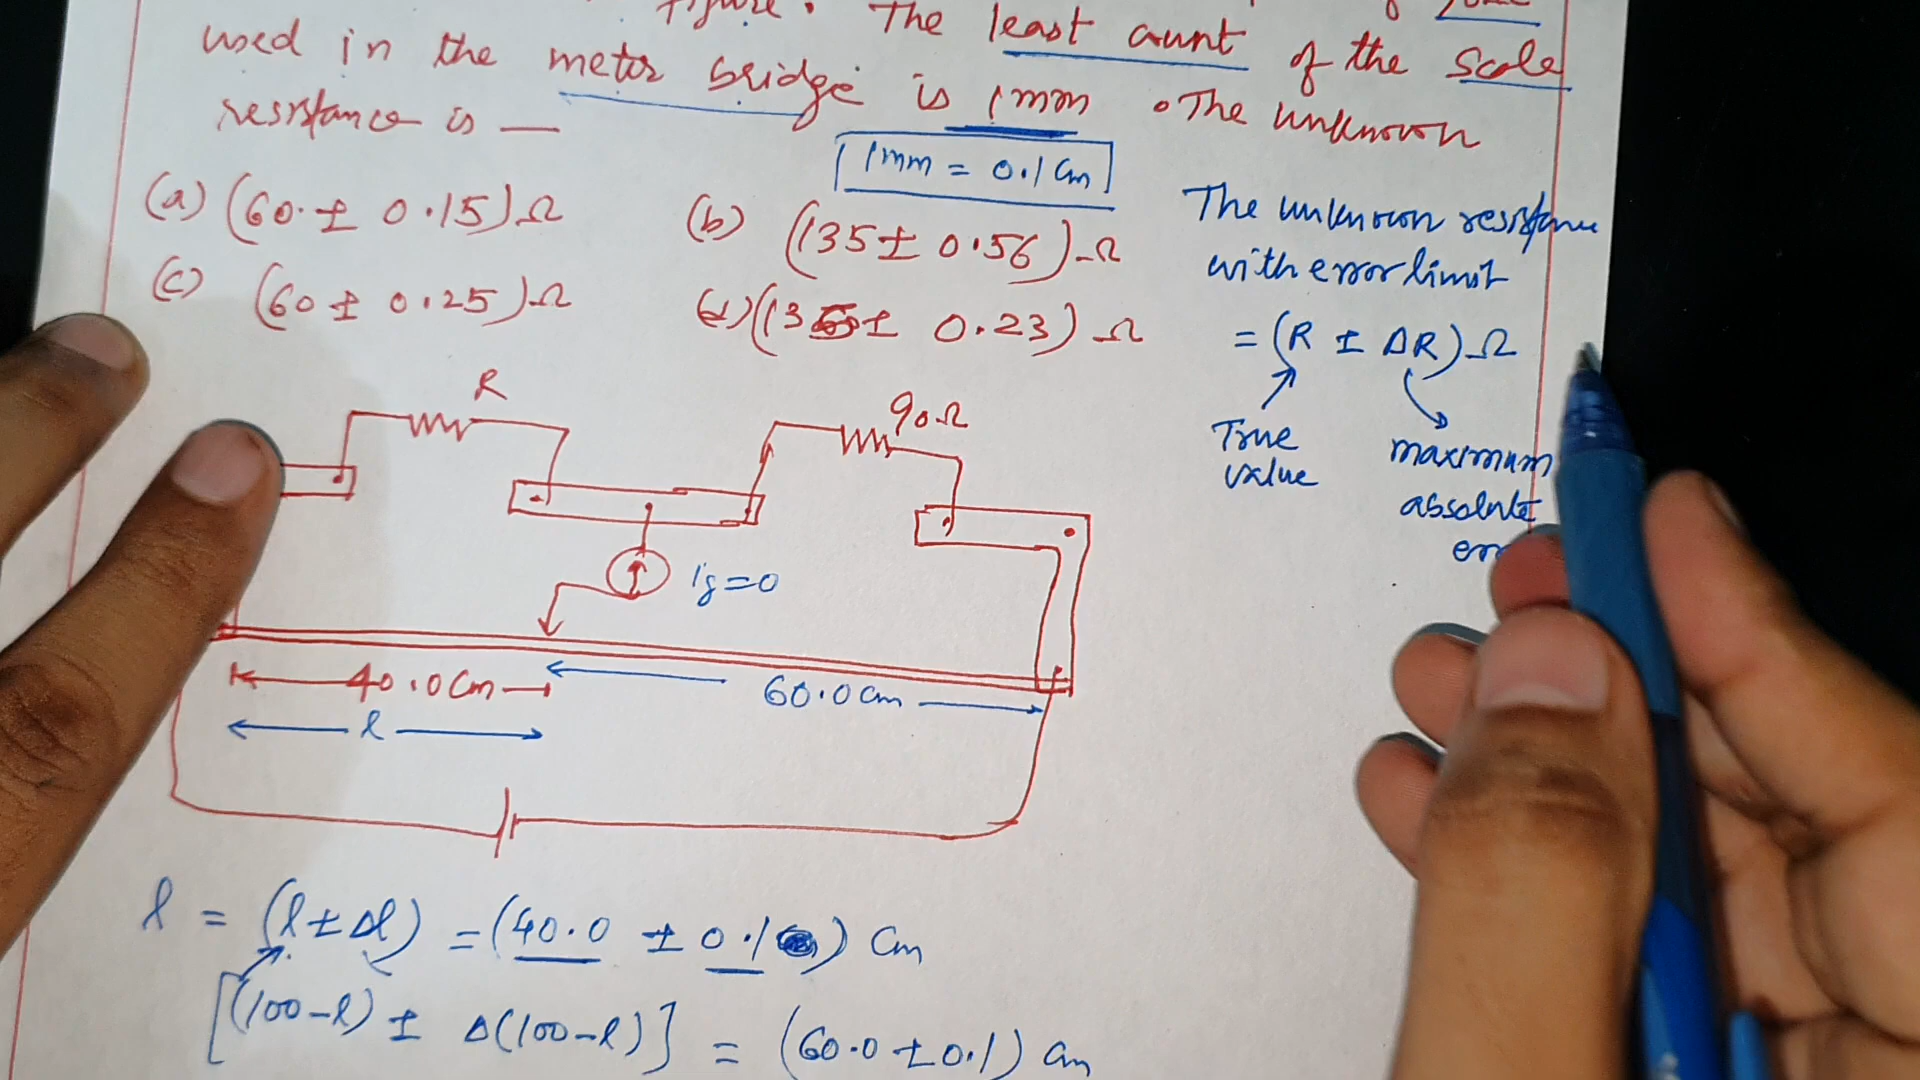 figure. The least count of the scale
used in the meter bridge is 1mm. The unknown
resistance is —
1mm = 0.1 Cm
(a) (60. ± 0.15)Ω
(b) (135 ± 0.56)Ω
(c) (60 ± 0.25)Ω
(d) (135 ± 0.23)Ω
The unknown resistance
with error limit
= (R ± ΔR)Ω
True value
maximum absolute
R
90Ω
Ig=0
40.0 Cm
60.0 Cm
l
l = (l ± Δl) = (40.0 ± 0.1) Cm
[(100-l) ± Δ(100-l)] = (60.0 ± 0.1) Cm